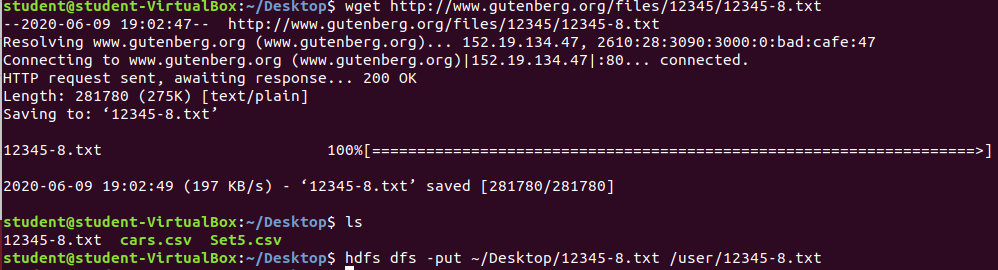 student@student-VirtualBox:~/Desktop$ wget http://www.gutenberg.org/files/12345/12345-8.txt
--2020-06-09 19:02:47--  http://www.gutenberg.org/files/12345/12345-8.txt
Resolving www.gutenberg.org (www.gutenberg.org)... 152.19.134.47, 2610:28:3090:3000:0:bad:cafe:47
Connecting to www.gutenberg.org (www.gutenberg.org)|152.19.134.47|:80... connected.
HTTP request sent, awaiting response... 200 OK
Length: 281780 (275K) [text/plain]
Saving to: ‘12345-8.txt’
12345-8.txt 100%[===================================================================>]
2020-06-09 19:02:49 (197 KB/s) - ‘12345-8.txt’ saved [281780/281780]
student@student-VirtualBox:~/Desktop$ ls
12345-8.txt  cars.csv  Set5.csv
student@student-VirtualBox:~/Desktop$ hdfs dfs -put ~/Desktop/12345-8.txt /user/12345-8.txt